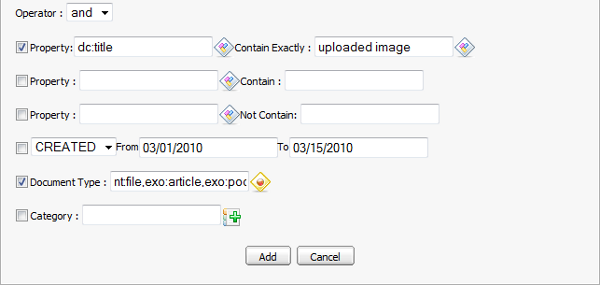 Operator : and
Property: dc:title Contain Exactly : uploaded image
Property : Contain :
Property : Not Contain:
CREATED From 03/01/2010 To 03/15/2010
Document Type : nt:file,exo:article,exo:poc
Category :
Add Cancel